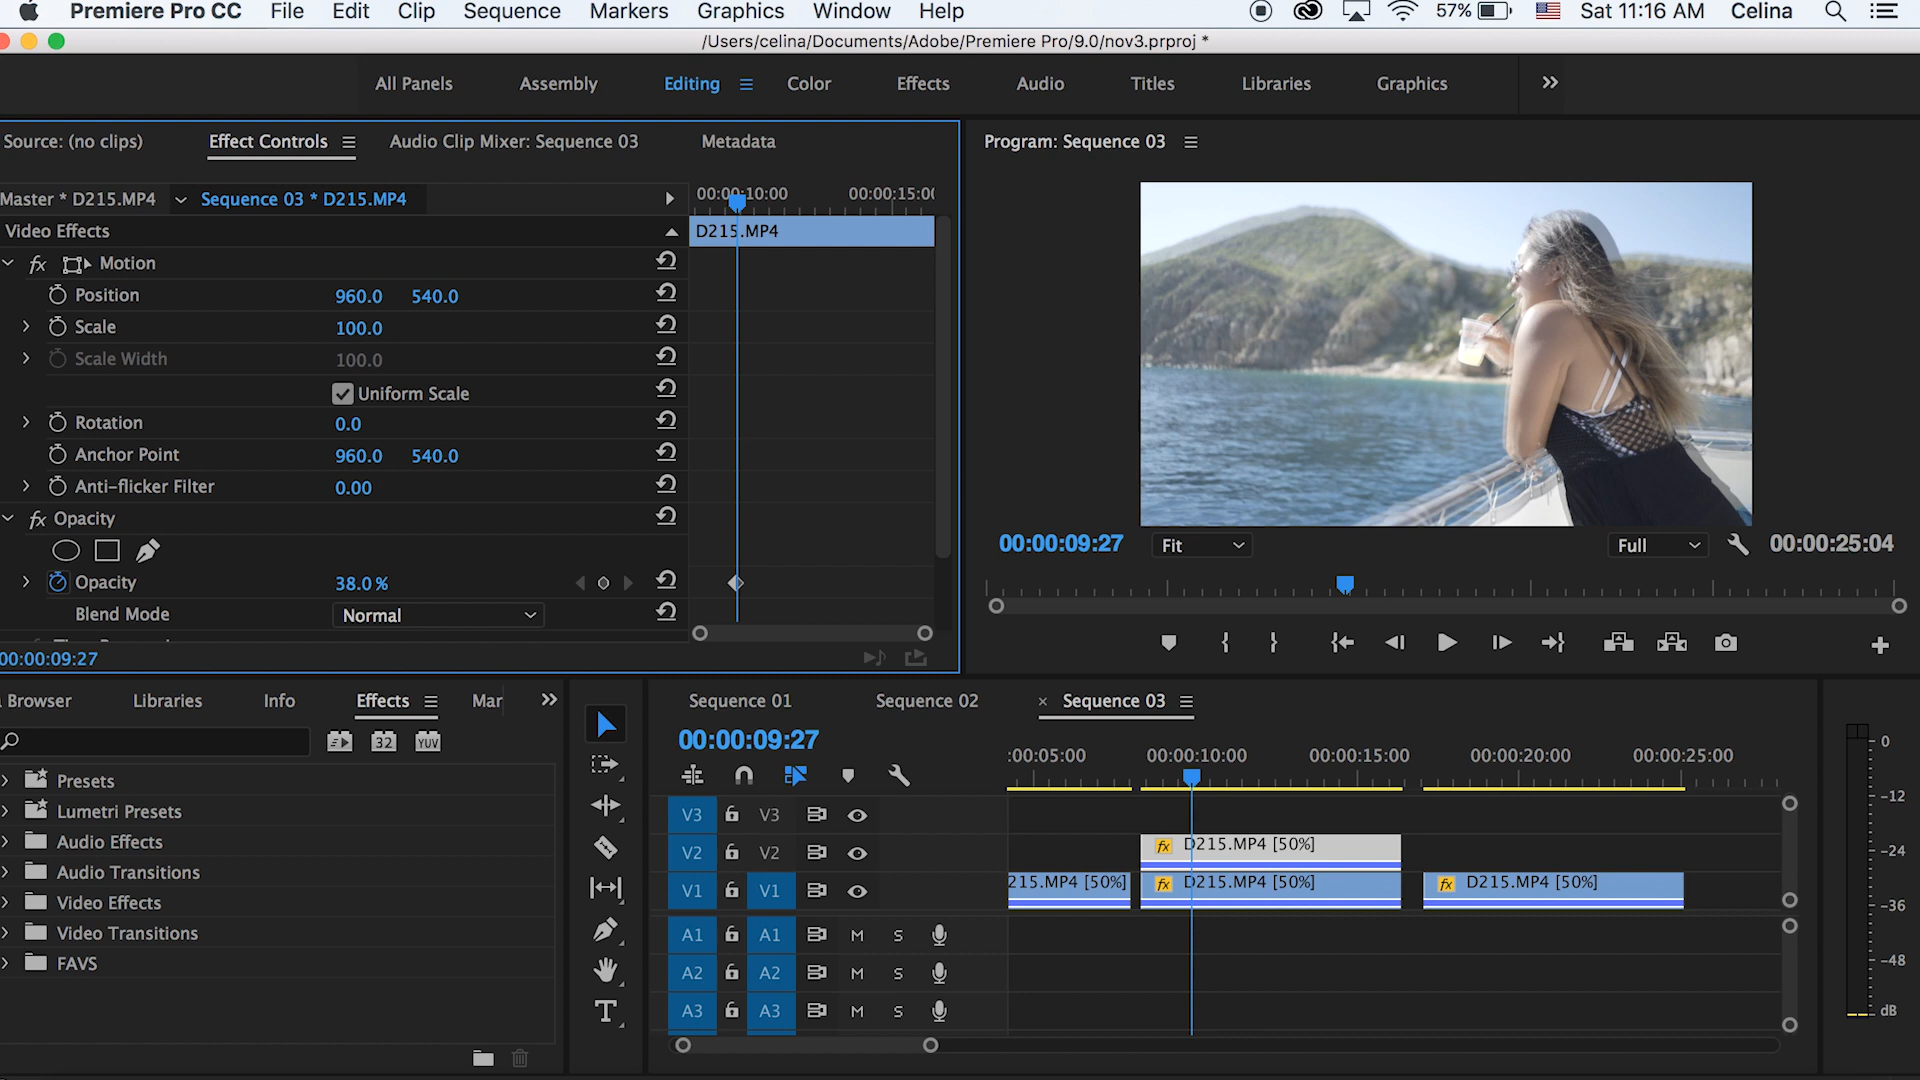 Premiere Pro CC File Edit Clip Sequence Markers Graphics Window Help 57% Sat 11:16 AM Celina
/Users/celina/Documents/Adobe/Premiere Pro/9.0/nov3.prproj *
All Panels Assembly Editing Color Effects Audio Titles Libraries Graphics
Source: (no clips) Effect Controls Audio Clip Mixer: Sequence 03 Metadata
Master * D215.MP4 Sequence 03 * D215.MP4
00:00:10:00 00:00:15:00
Video Effects
D215.MP4
fx Motion
Position 960.0 540.0
Scale 100.0
Scale Width 100.0
Uniform Scale
Rotation 0.0
Anchor Point 960.0 540.0
Anti-flicker Filter 0.00
fx Opacity
Opacity 38.0 %
Blend Mode Normal
00:00:09:27
Program: Sequence 03
00:00:09:27 Fit Full 00:00:25:04
Browser Libraries Info Effects Mar
32 YUV
Presets
Lumetri Presets
Audio Effects
Audio Transitions
Video Effects
Video Transitions
FAVS
T
Sequence 01 Sequence 02 × Sequence 03
00:00:09:27
:00:05:00 00:00:10:00 00:00:15:00 00:00:20:00 00:00:25:00
V3 V3
V2 V2 fx D215.MP4 [50%]
V1 V1 215.MP4 [50%] fx D215.MP4 [50%] fx D215.MP4 [50%]
A1 A1 M S
A2 A2 M S
A3 A3 M S
0
-12
-24
-36
-48
dB